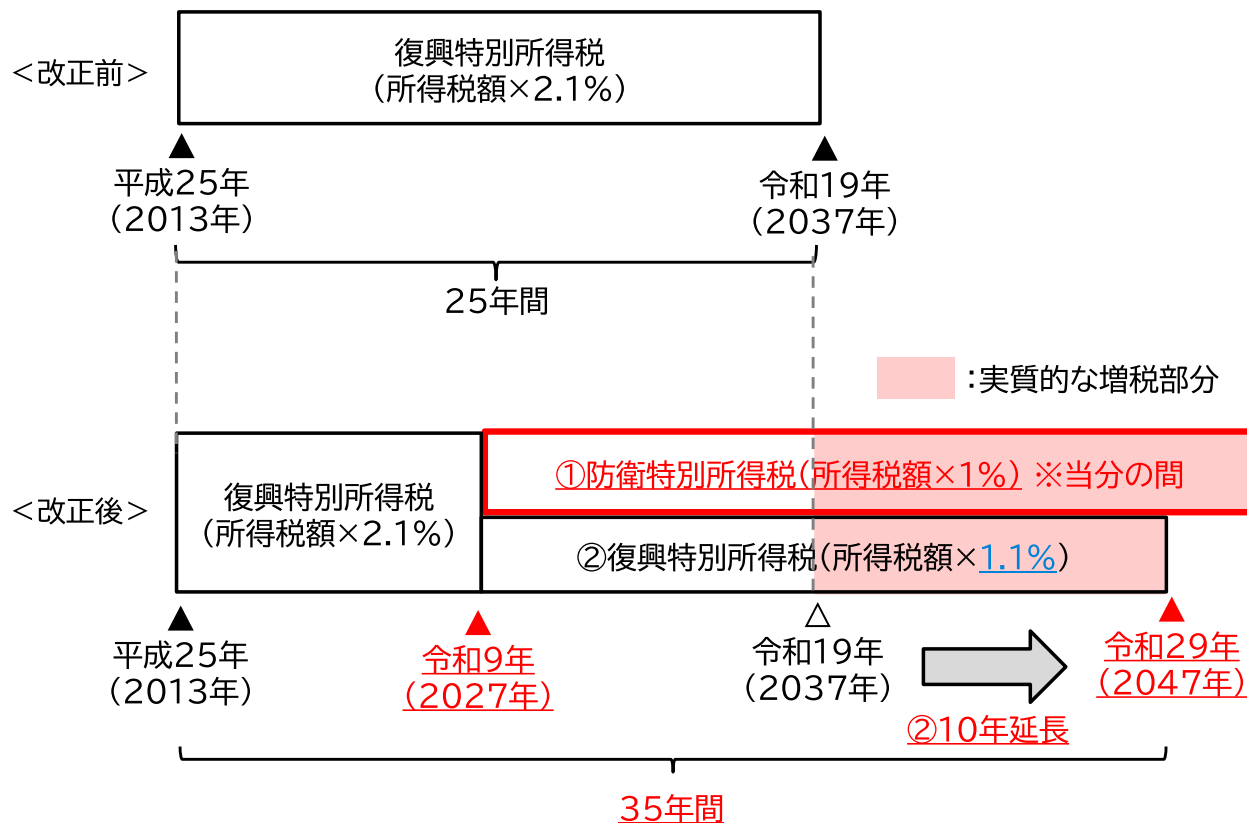 ＜改正前＞
復興特別所得税
（所得税額×2.1%）
▲
平成25年
（2013年）
▲
令和19年
（2037年）
25年間
：実質的な増税部分
＜改正後＞
復興特別所得税
（所得税額×2.1%）
①防衛特別所得税（所得税額×1%） ※当分の間
②復興特別所得税（所得税額×1.1%）
▲
平成25年
（2013年）
▲
令和9年
（2027年）
△
令和19年
（2037年）
②10年延長
▲
令和29年
（2047年）
35年間